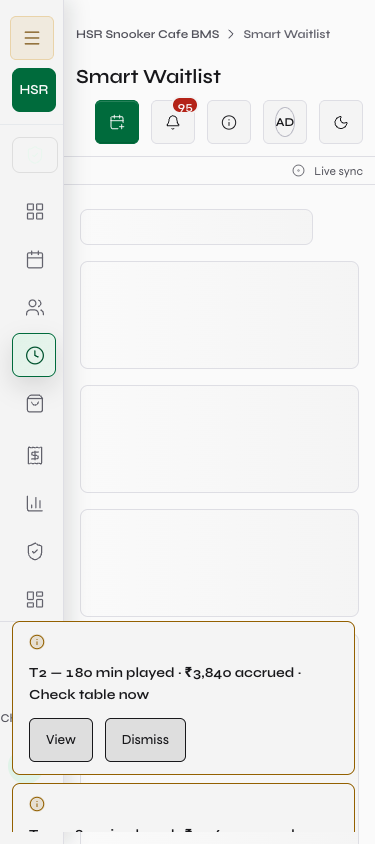 HSR Snooker Cafe BMS > Smart Waitlist
HSR
Smart Waitlist
95
AD
Live sync
T2 — 180 min played · ₹3,840 accrued ·
Check table now
View
Dismiss